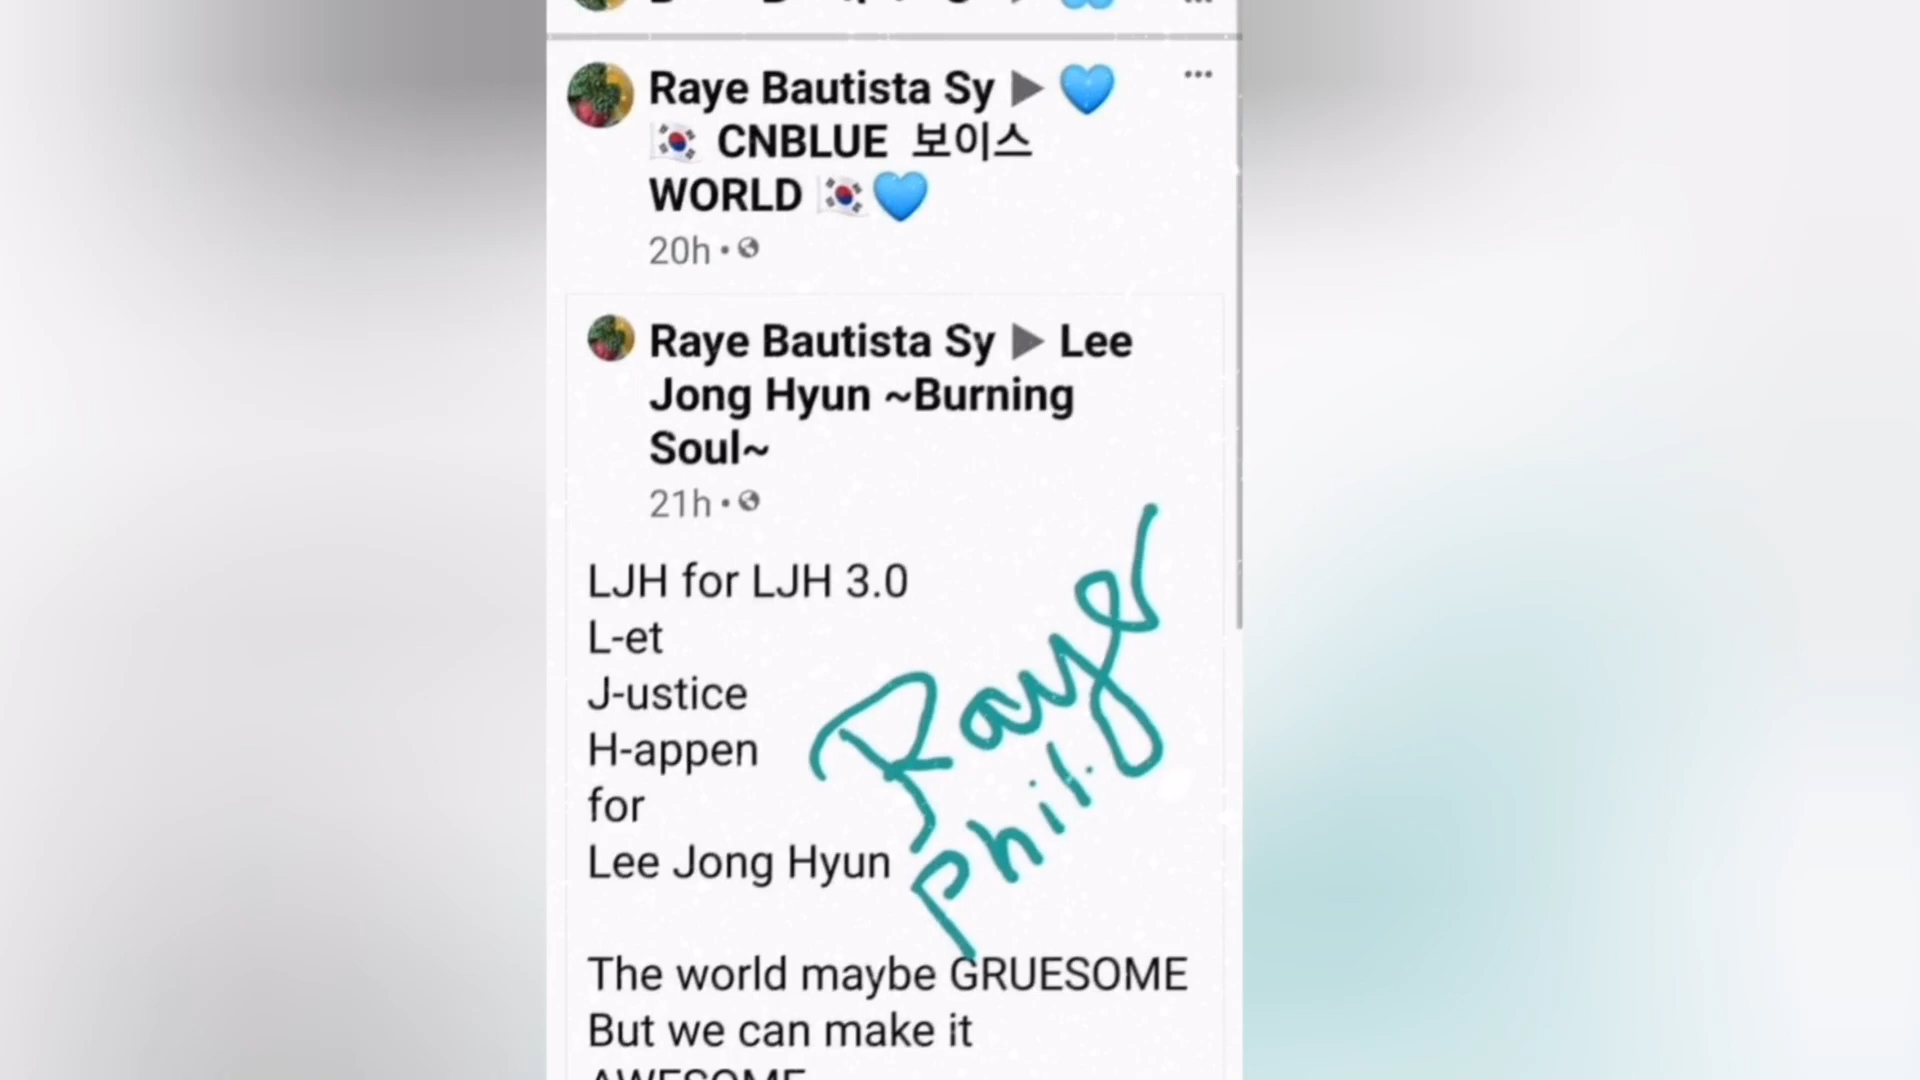 Raye Bautista Sy ▶ 💙
🇰🇷 CNBLUE 보이스
WORLD 🇰🇷💙
20h •
Raye Bautista Sy ▶ Lee
Jong Hyun ~Burning
Soul~
21h •
LJH for LJH 3.0
L-et
J-ustice
H-appen
for
Lee Jong Hyun
Rayer
phil.
The world maybe GRUESOME
But we can make it
AWESOME